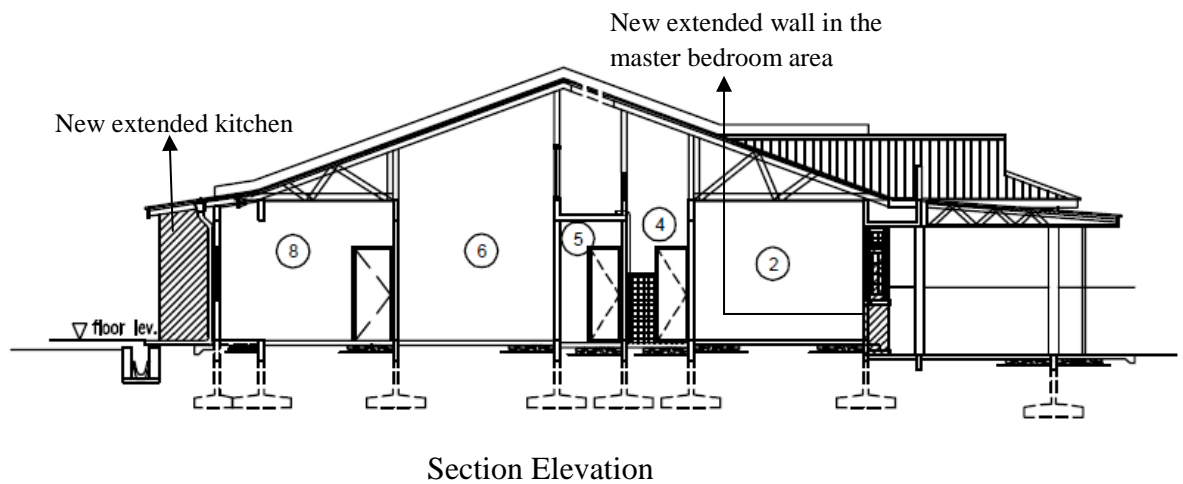 New extended wall in the
master bedroom area
New extended kitchen
8
6
5
4
2
floor lev.
Section Elevation